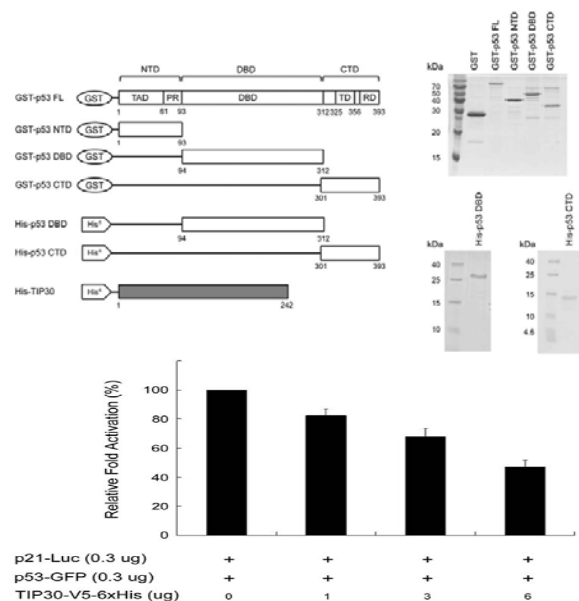 NTD DBD CTD
GST-p53 FL GST TAD PR DBD TD RD
1 61 93 312 325 356 393
GST-p53 NTD GST
1 93
GST-p53 DBD GST
94 312
GST-p53 CTD GST
301 393
His-p53 DBD His⁶
94 312
His-p53 CTD His⁶
301 393
His-TIP30 His⁶
1 242
kDa
GST
GST-p53 FL
GST-p53 NTD
GST-p53 DBD
GST-p53 CTD
70
50
40
30
20
15
kDa
His-p53 DBD
40
25
15
10
kDa
His-p53 CTD
40
25
15
10
4.5
Relative Fold Activation (%)
100
80
60
40
20
0
p21-Luc (0.3 ug) + + + +
p53-GFP (0.3 ug) + + + +
TIP30-V5-6xHis (ug) 0 1 3 6